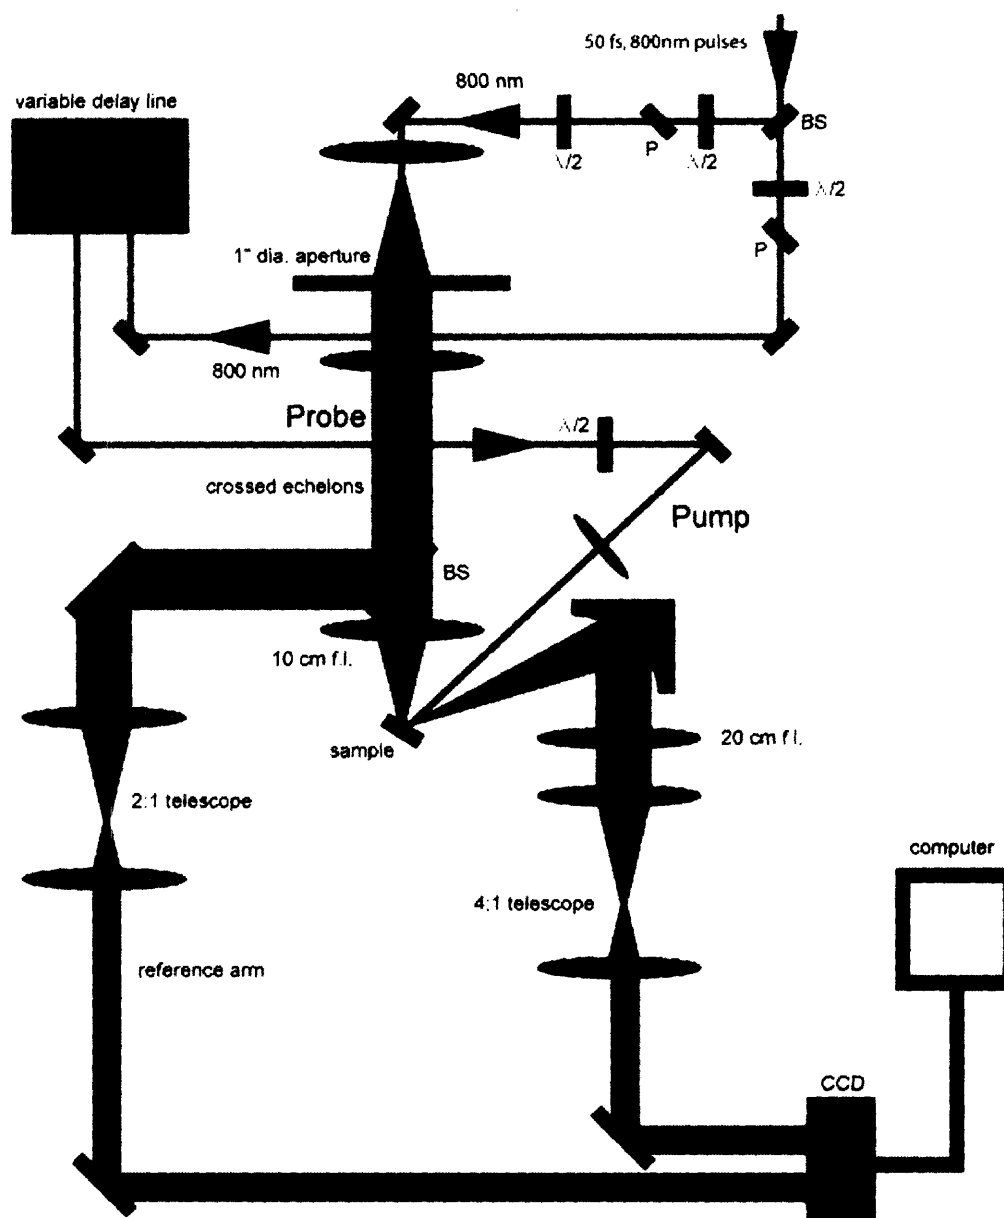 50 fs, 800nm pulses
800 nm
variable delay line
BS
λ/2
P
λ/2
λ/2
P
1" dia. aperture
800 nm
Probe
λ/2
crossed echelons
Pump
BS
10 cm f.l.
sample
20 cm f.l.
2:1 telescope
computer
4:1 telescope
reference arm
CCD